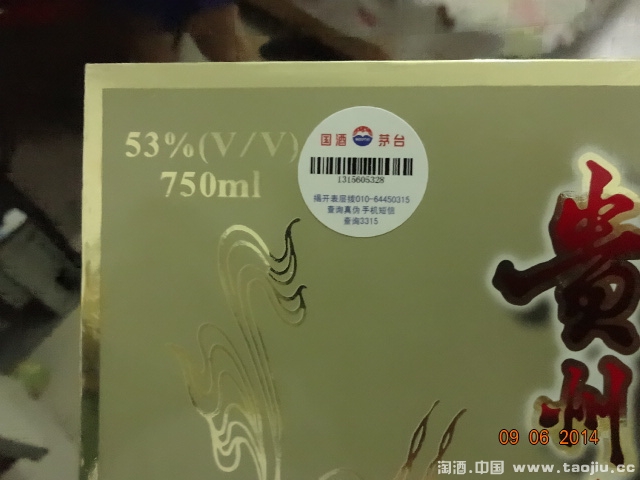 53%(V/V)
750ml
国酒 茅台
1315605328
揭开表层拨010-64450315
查询真伪手机短信
查询3315
贵州
09 06 2014
淘酒.中国 www.taojiu.cc